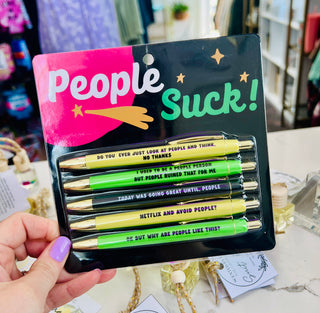 People
Suck!
DO YOU EVER JUST LOOK AT PEOPLE AND THINK,
NO THANKS
I USED TO BE A PEOPLE PERSON
BUT PEOPLE RUINED THAT FOR ME
TODAY WAS GOING GREAT UNTIL, PEOPLE
NETFLIX AND AVOID PEOPLE?
BUT WHY ARE PEOPLE LIKE THIS?